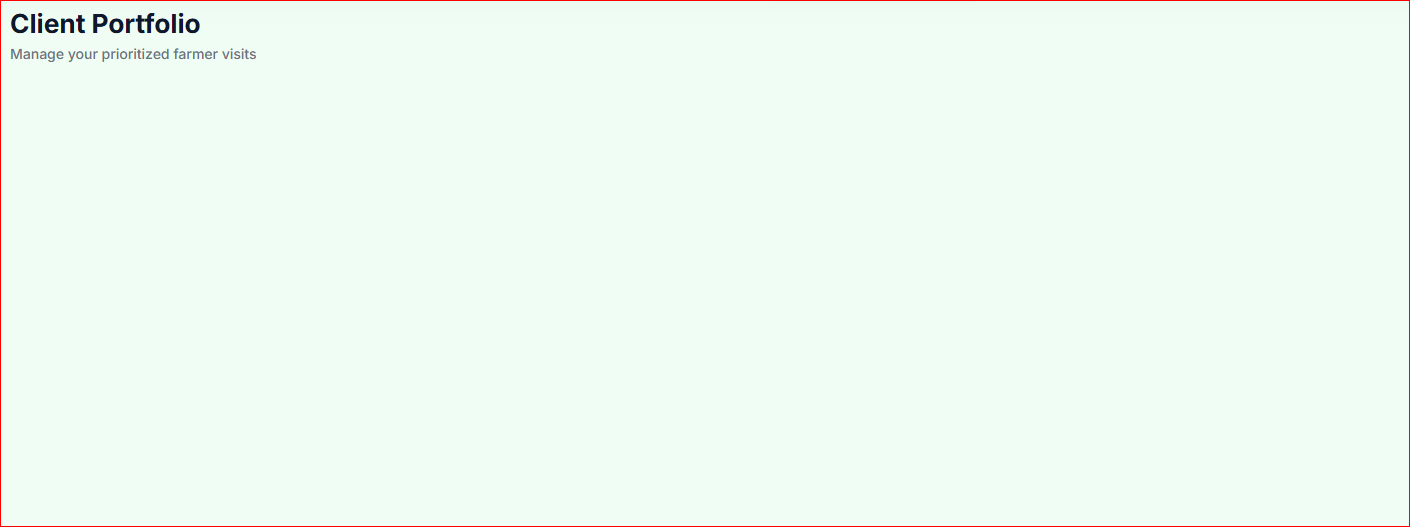 Client Portfolio
Manage your prioritized farmer visits